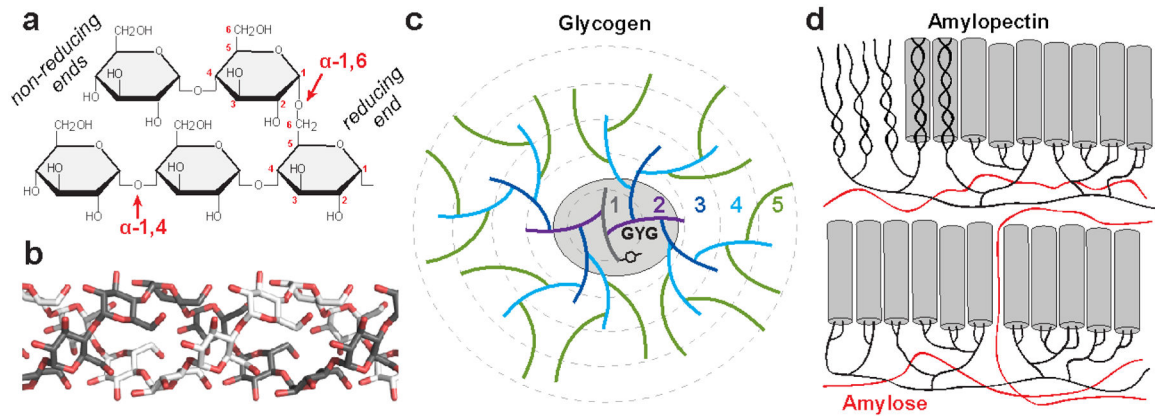 a
non-reducing
ends
6
CH₂OH
CH₂OH
5
O
O
4
1
α-1,6
HO
HO
3
2
HO
OH
O
OH
O
reducing
end
6
CH₂
CH₂OH
CH₂OH
5
O
O
O
4
1
HO
HO
HO
3
2
HO
OH
O
OH
O
OH
α-1,4
b
c
Glycogen
1
2
3
4
5
GYG
d
Amylopectin
Amylose